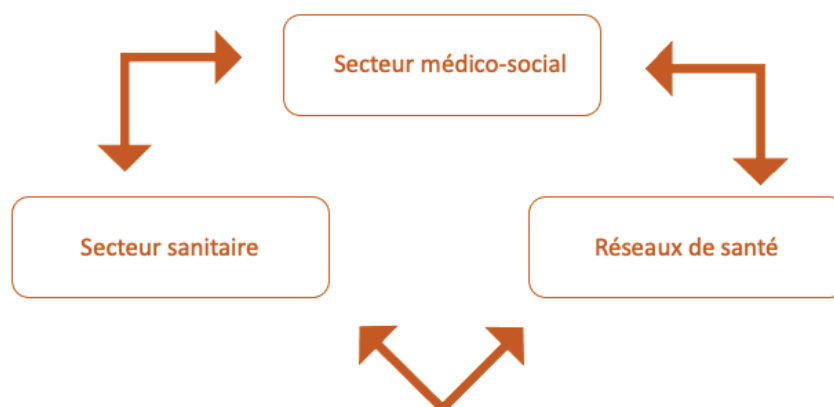 Secteur médico-social
Secteur sanitaire
Réseaux de santé